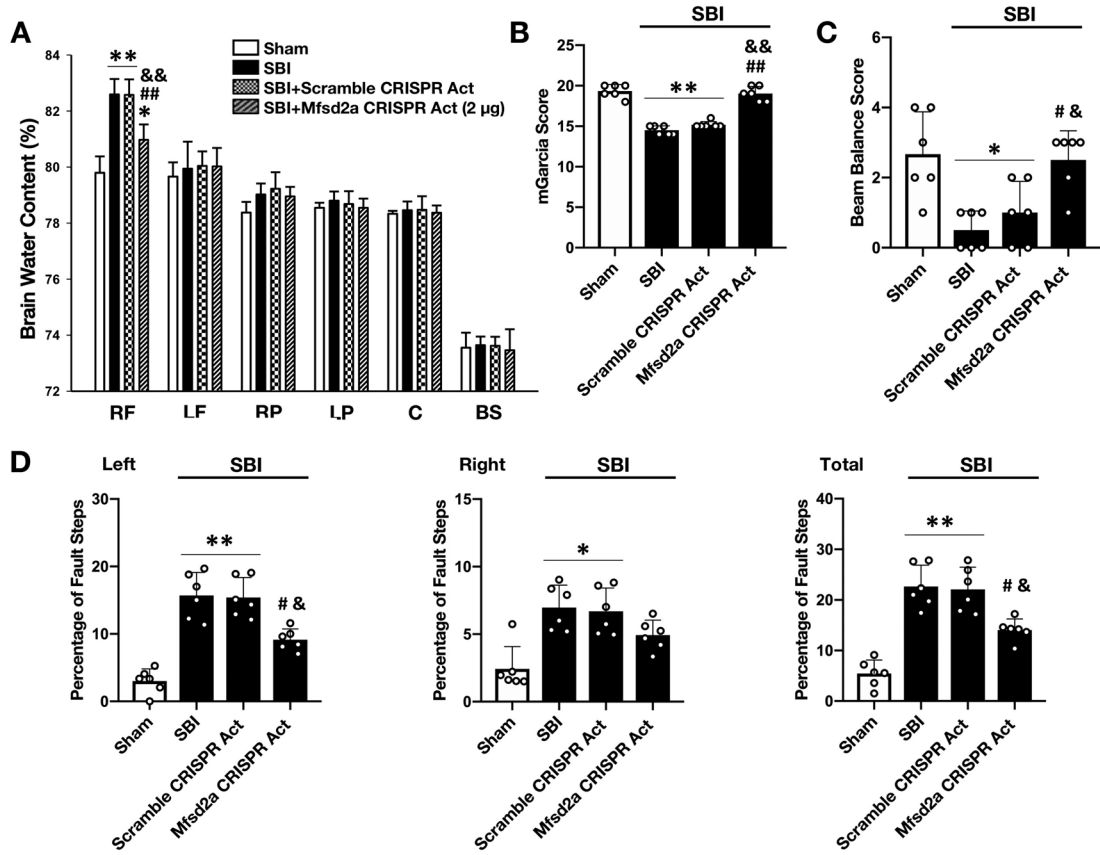 A
Brain Water Content (%)
84
82
80
78
76
74
72
**
&&
##
*
Sham
SBI
SBI+Scramble CRISPR Act
SBI+Mfsd2a CRISPR Act (2 µg)
RF LF RP LP C BS
B
SBI
mGarcia Score
25
20
15
10
5
0
**
&&
##
Sham
SBI
Scramble CRISPR Act
Mfsd2a CRISPR Act
C
SBI
Beam Balance Score
6
4
2
0
*
# &
Sham
SBI
Scramble CRISPR Act
Mfsd2a CRISPR Act
D
Left
SBI
Percentage of Fault Steps
30
20
10
0
**
# &
Sham
SBI
Scramble CRISPR Act
Mfsd2a CRISPR Act
Right
SBI
Percentage of Fault Steps
15
10
5
0
*
Sham
SBI
Scramble CRISPR Act
Mfsd2a CRISPR Act
Total
SBI
Percentage of Fault Steps
40
30
20
10
0
**
# &
Sham
SBI
Scramble CRISPR Act
Mfsd2a CRISPR Act